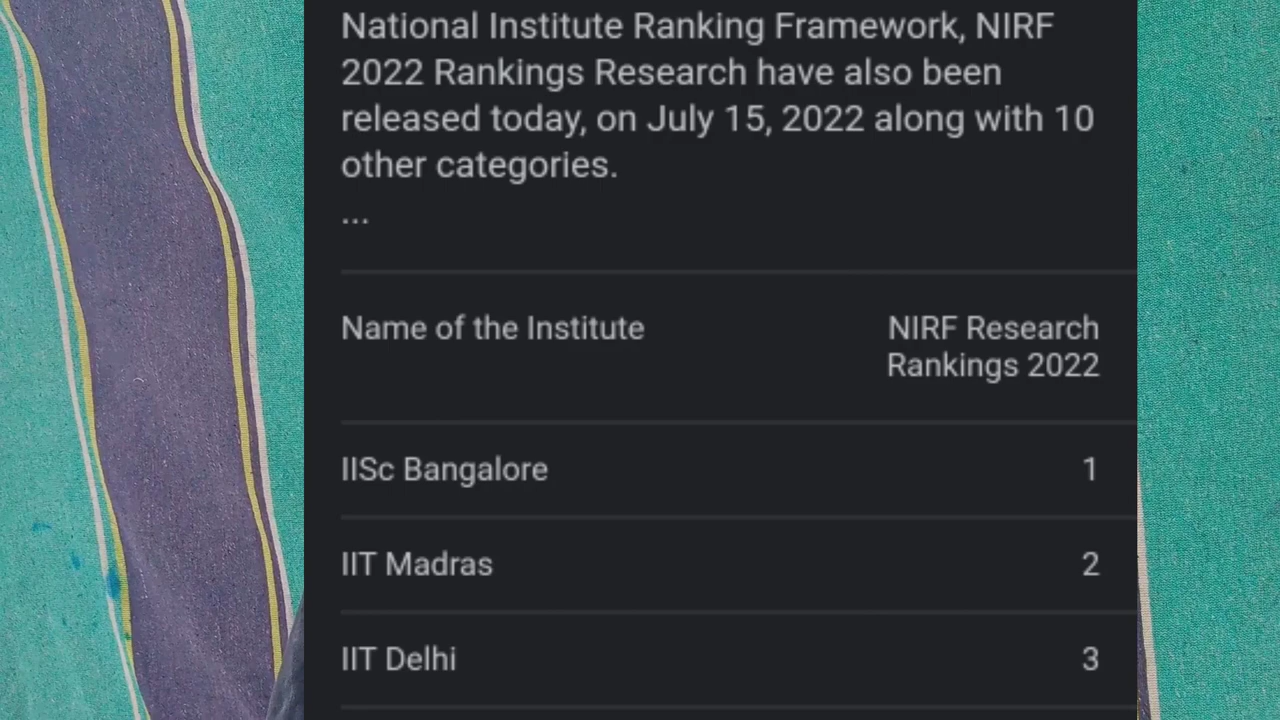 National Institute Ranking Framework, NIRF
2022 Rankings Research have also been
released today, on July 15, 2022 along with 10
other categories.
...
Name of the Institute NIRF Research
Rankings 2022
IISc Bangalore 1
IIT Madras 2
IIT Delhi 3